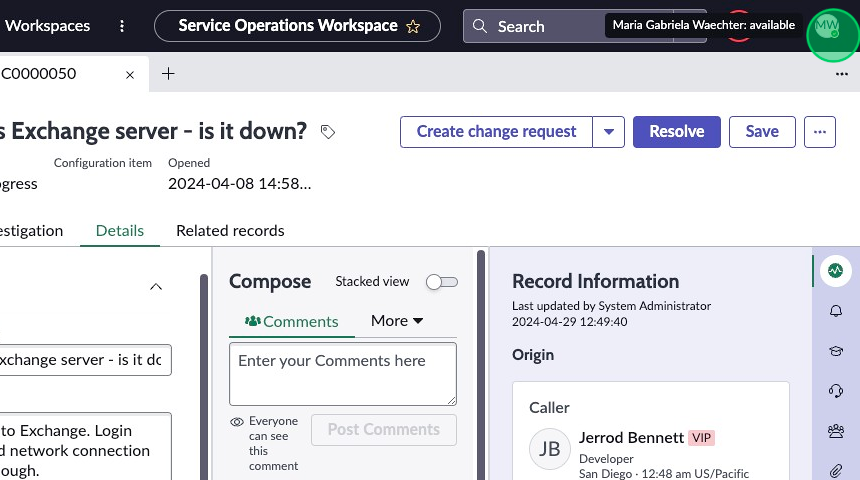 Workspaces
Service Operations Workspace
Search
Maria Gabriela Waechter: available
MW
C0000050
s Exchange server - is it down?
Create change request
Resolve
Save
Configuration item
Opened
ogress
2024-04-08 14:58...
estigation
Details
Related records
Compose
Stacked view
Comments
More
Enter your Comments here
Everyone
can see
this
comment
Post Comments
xchange server - is it dc
to Exchange. Login
d network connection
ough.
Record Information
Last updated by System Administrator
2024-04-29 12:49:40
Origin
Caller
JB
Jerrod Bennett VIP
Developer
San Diego · 12:48 am US/Pacific